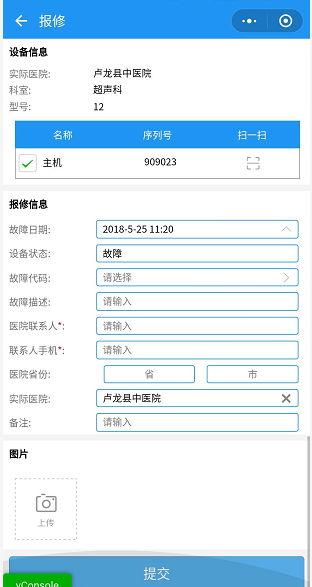 报修
设备信息
实际医院: 卢龙县中医院
科室: 超声科
型号: 12
名称 序列号 扫一扫
主机 909023
报修信息
故障日期: 2018-5-25 11:20
设备状态: 故障
故障代码: 请选择
故障描述: 请输入
医院联系人*: 请输入
联系人手机*: 请输入
医院省份: 省 市
实际医院: 卢龙县中医院
备注: 请输入
图片
上传
提交
vConsole